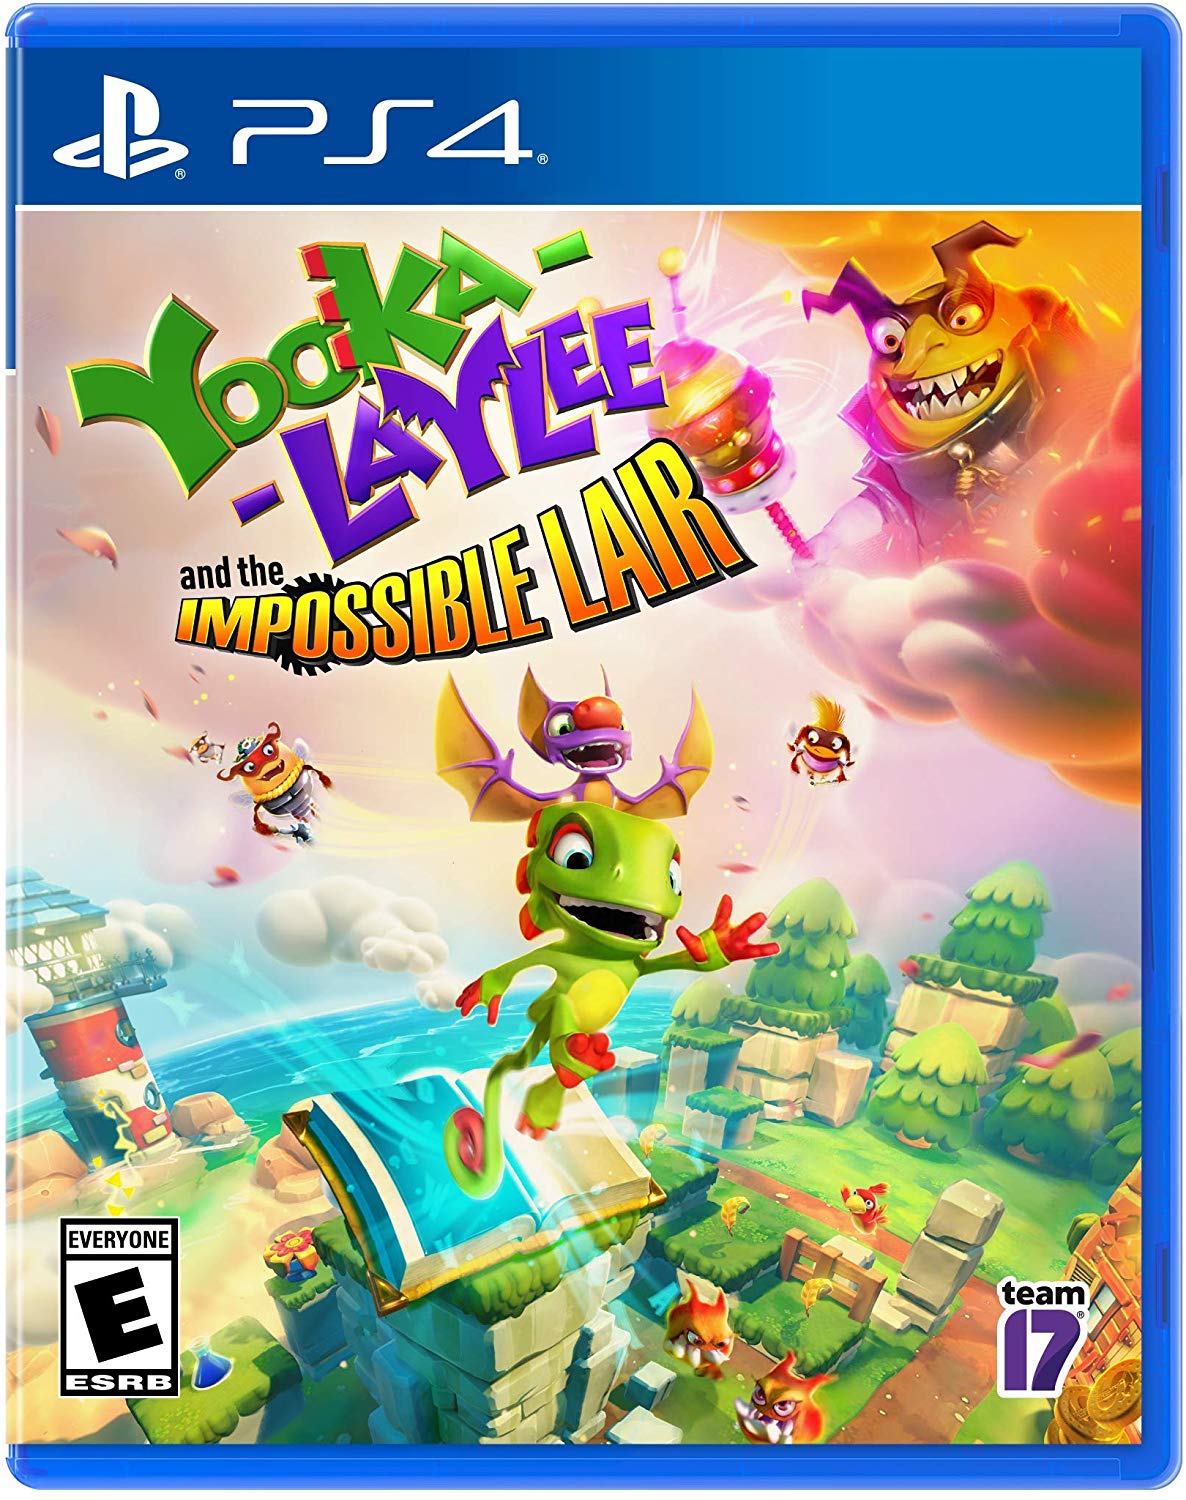 PS4
YOOKA-
-LAYLEE
and the
IMPOSSIBLE LAIR
EVERYONE
E
ESRB
team
17